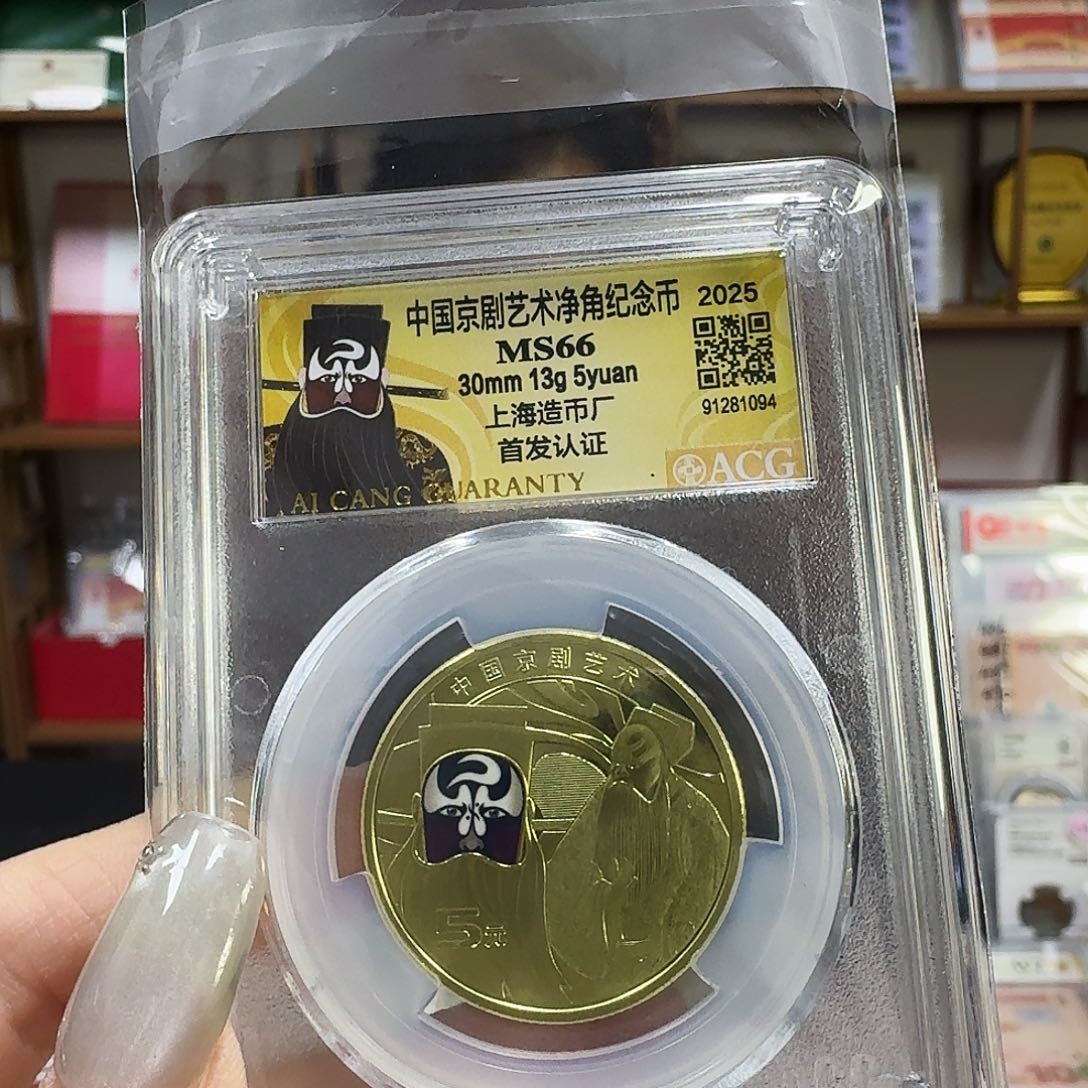 中国京剧艺术净角纪念币 2025
MS66
30mm 13g 5yuan
上海造币厂
91281094
首发认证
AI CANG GUARANTY
ACG
中国京剧艺术
5元